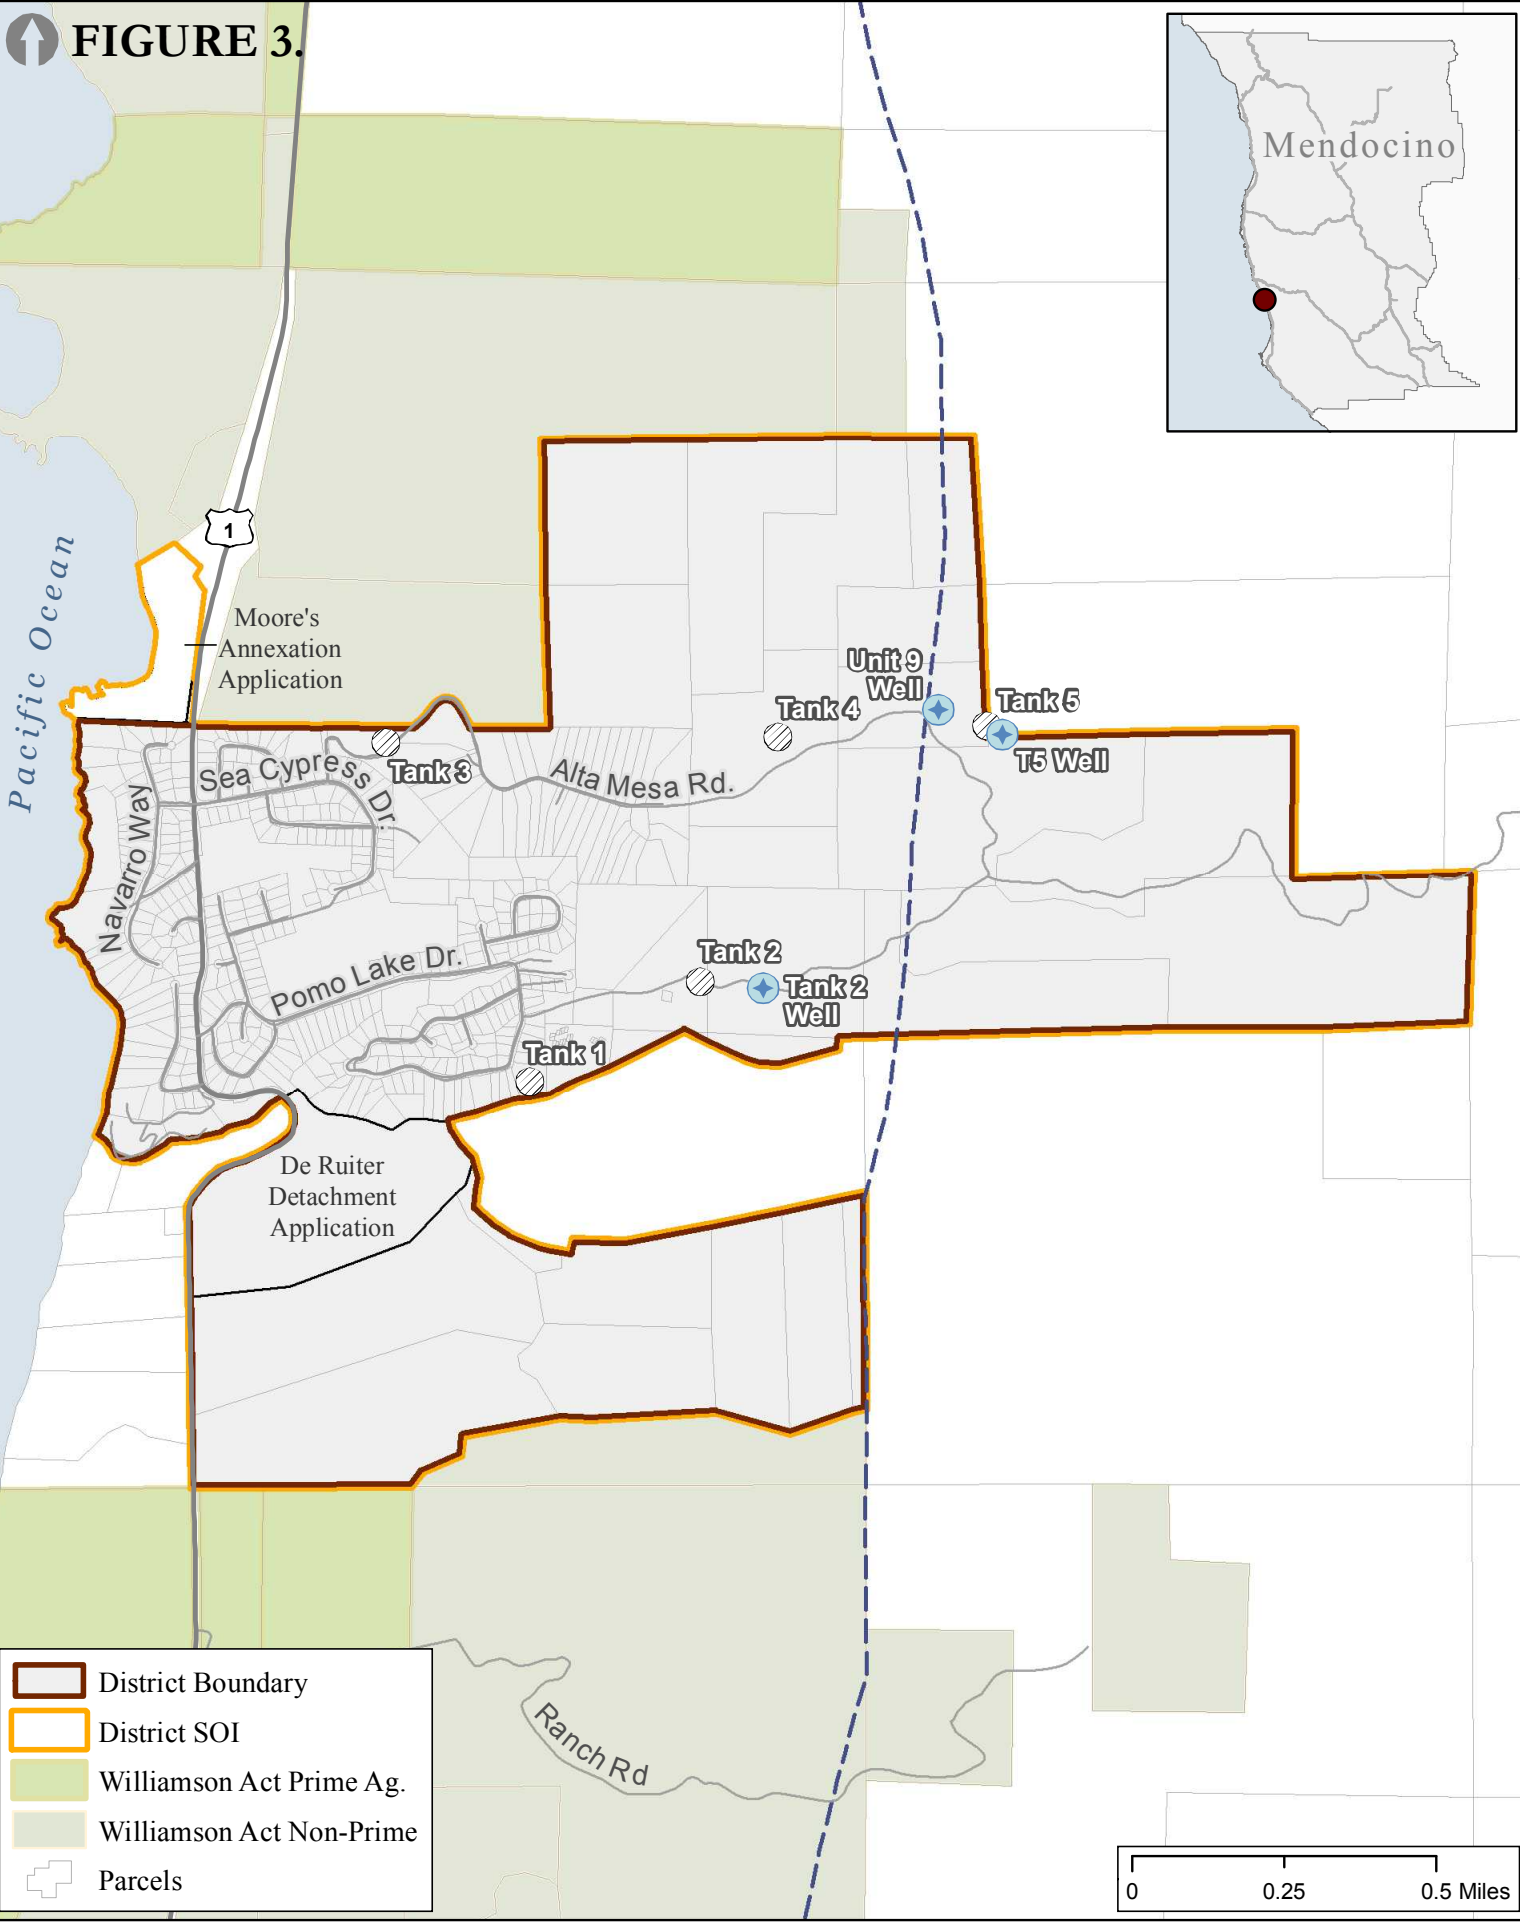 FIGURE 3.
Mendocino
1
Pacific Ocean
Moore's
Annexation
Application
Unit 9
Well
Tank 5
Tank 4
T5 Well
Tank 3
Sea Cypress Dr.
Alta Mesa Rd.
Navarro Way
Pomo Lake Dr.
Tank 2
Tank 2
Well
Tank 1
De Ruiter
Detachment
Application
Ranch Rd
District Boundary
District SOI
Williamson Act Prime Ag.
Williamson Act Non-Prime
Parcels
0 0.25 0.5 Miles